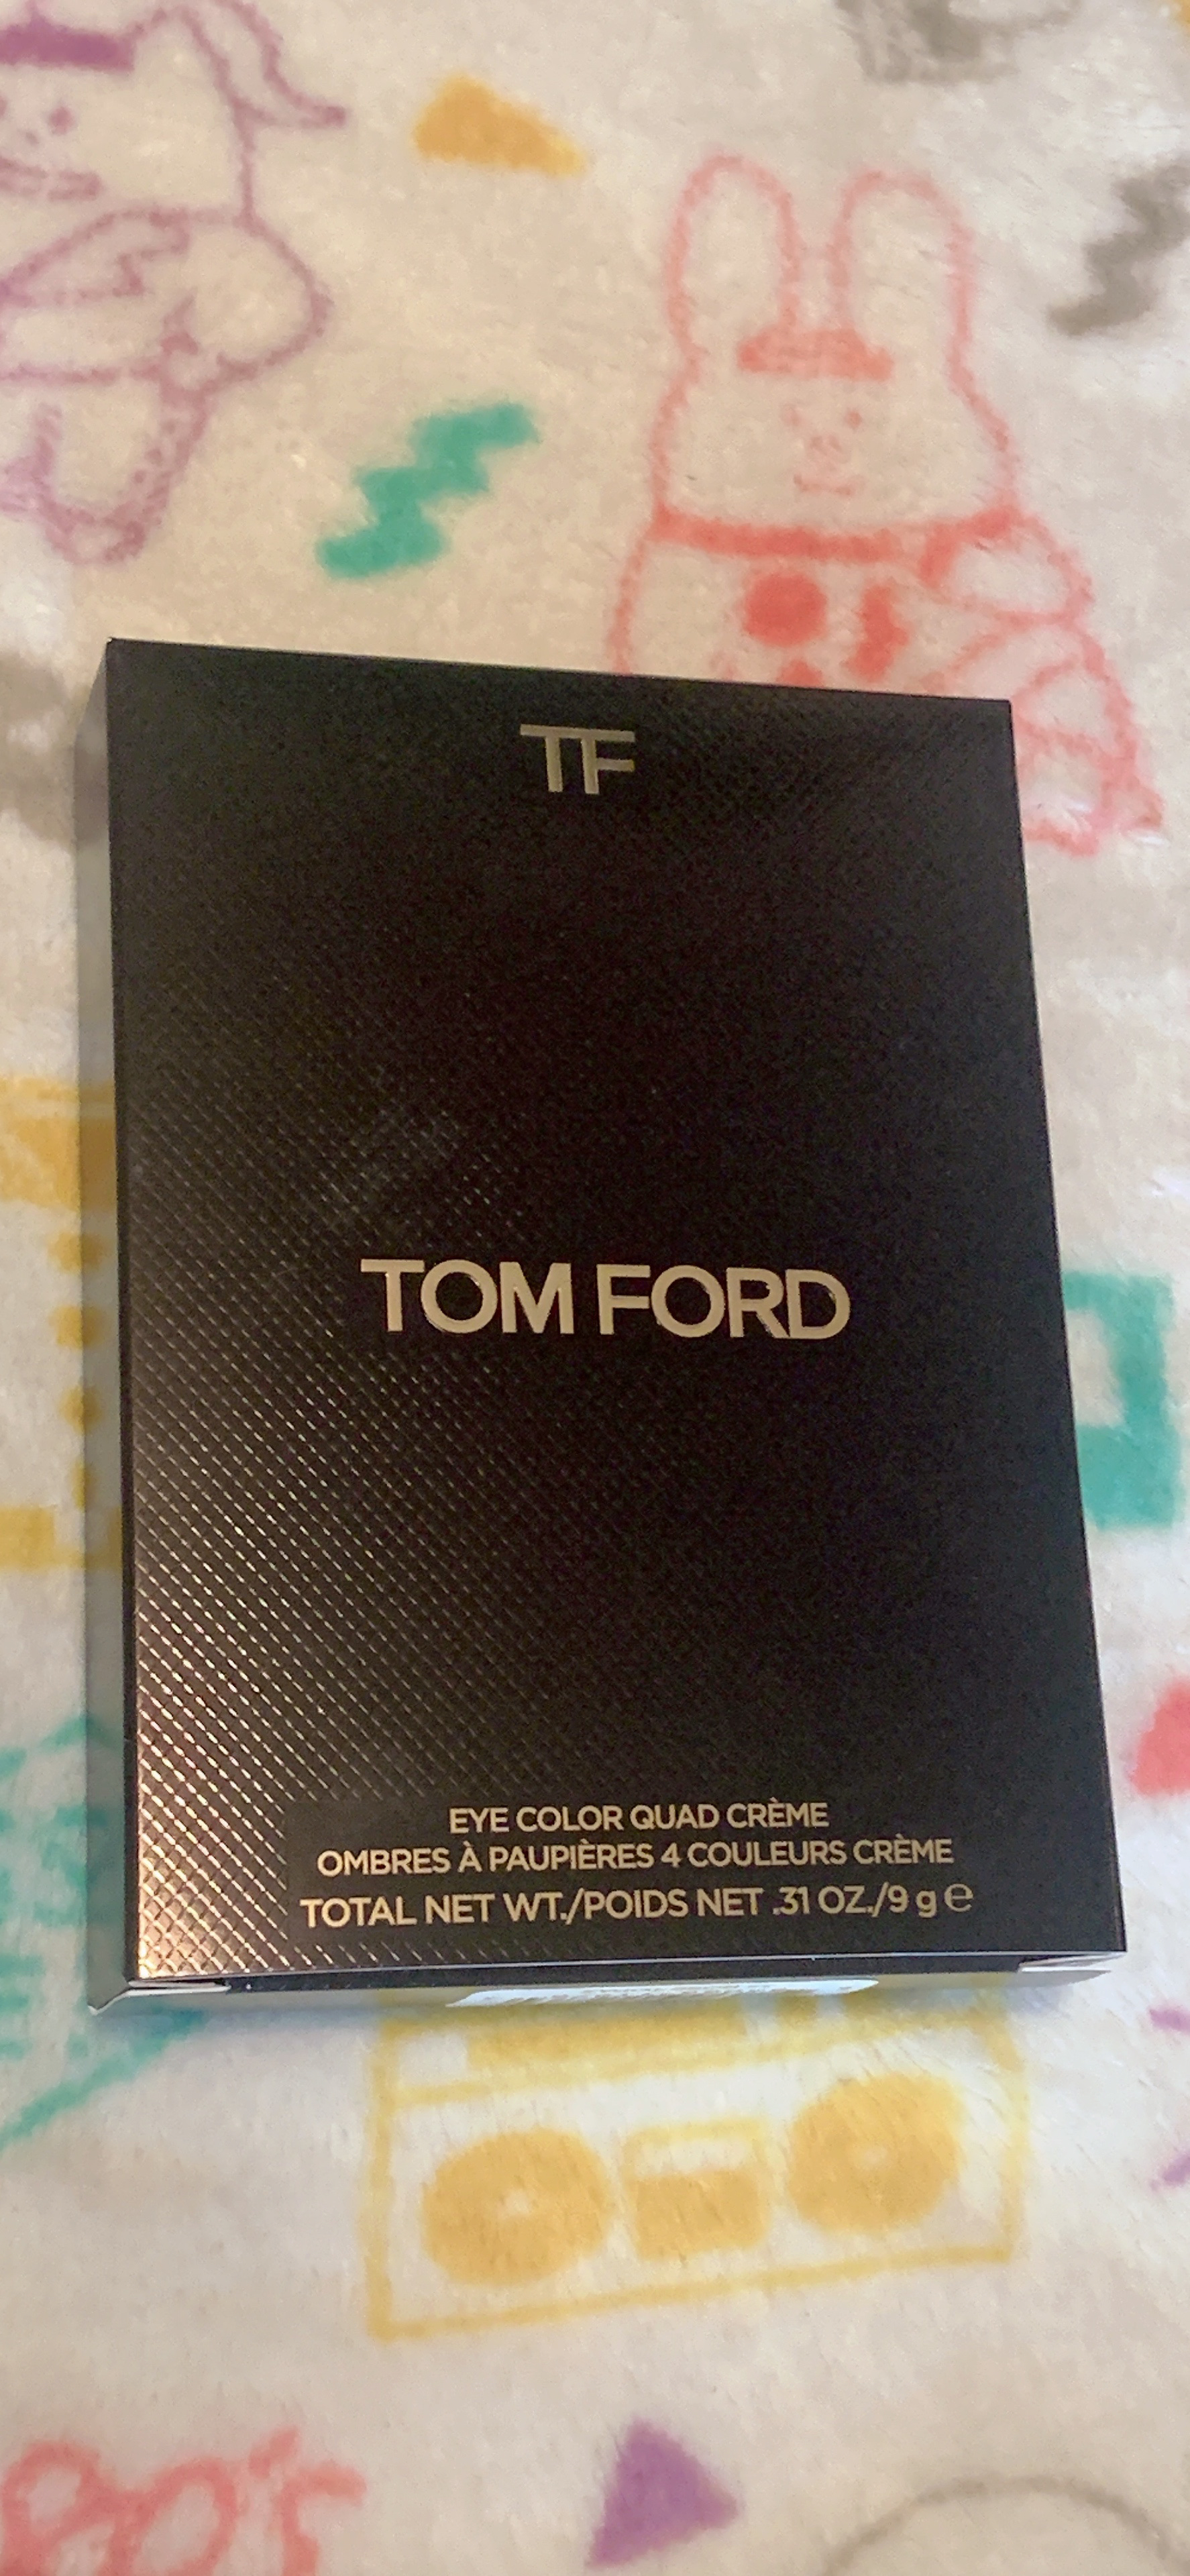 TF
TOM FORD
EYE COLOR QUAD CRÈME
OMBRES À PAUPIÈRES 4 COULEURS CRÈME
TOTAL NET WT./POIDS NET .31 OZ./9 g ℮